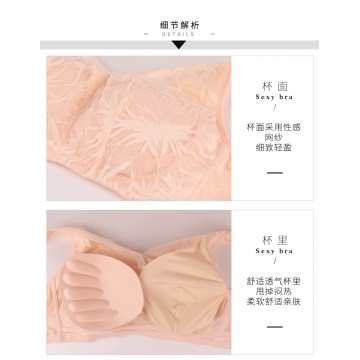 细节解析
DETAILS
杯面
Sexy bra
/
杯面采用性感
网纱
细致轻盈
杯里
Sexy bra
/
舒适透气杯里
甩掉闷热
柔软舒适亲肤